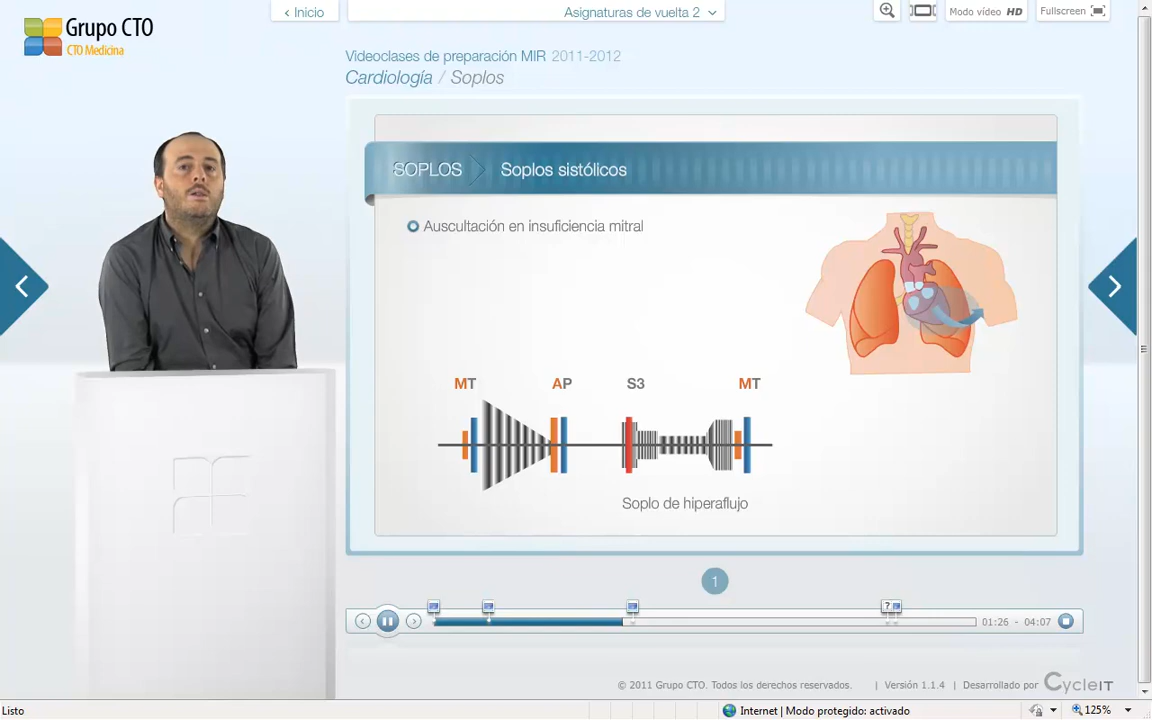 Grupo CTO
CTO Medicina
‹ Inicio
Asignaturas de vuelta 2
Modo vídeo HD
Fullscreen
Videoclases de preparación MIR 2011-2012
Cardiología / Soplos
SOPLOS
Soplos sistólicos
Auscultación en insuficiencia mitral
MT
AP
S3
MT
Soplo de hiperaflujo
1
?
01:26 - 04:07
© 2011 Grupo CTO. Todos los derechos reservados. | Versión 1.1.4 | Desarrollado por CycleIT
Listo
Internet | Modo protegido: activado
125%